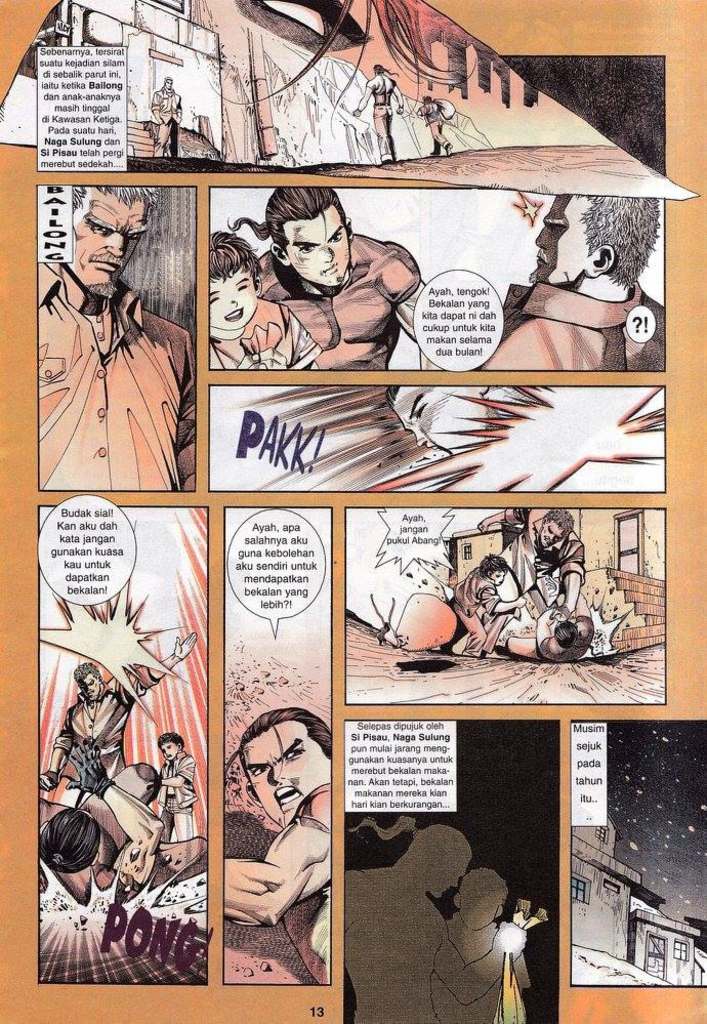 Sebenarnya, tersirat
suatu kejadian silam
di sebalik parut ini,
iaitu ketika Bailong
dan anak-anaknya
masih tinggal
di Kawasan Ketiga.
Pada suatu hari,
Naga Sulung dan
Si Pisau telah pergi
merebut sedekah....
BAILONG
Ayah, tengok!
Bekalan yang
kita dapat ni
cukup untuk kita
makan selama
dua bulan!
?!
PAKK!
Budak sial!
Kan aku dah
kata jangan
gunakan kuasa
kau untuk
dapatkan
bekalan!
PONG!
Ayah, apa
salahnya aku
guna kebolehan
aku sendiri untuk
mendapatkan
bekalan yang
lebih?!
Ayah,
jangan
pukul Abang!
Selepas dipujuk oleh
Si Pisau, Naga Sulung
pun mulai jarang meng-
gunakan kuasanya untuk
merebut bekalan maka-
nan. Akan tetapi, bekalan
makanan mereka kian
hari kian berkurangan...
Musim
sejuk
pada
tahun
itu..
..
13